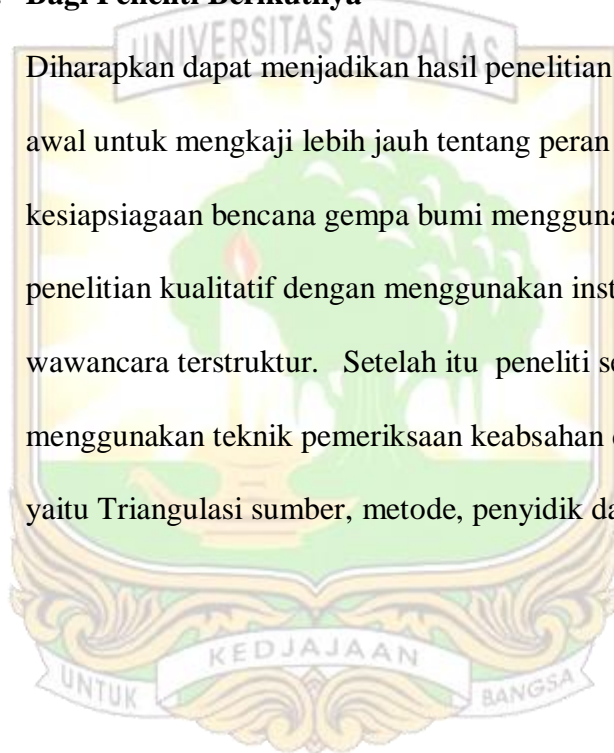 Bagi Peneliti Berikutnya
UNIVERSITAS ANDALAS
Diharapkan dapat menjadikan hasil penelitian
awal untuk mengkaji lebih jauh tentang peran
kesiapsiagaan bencana gempa bumi
penelitian kualitatif dengan menggunakan
wawancara terstruktur. Setelah itu peneliti
menggunakan teknik pemeriksaan keabsahan
yaitu Triangulasi sumber, metode, penyidik
KEDJAJAAN
UNTUK BANGSA